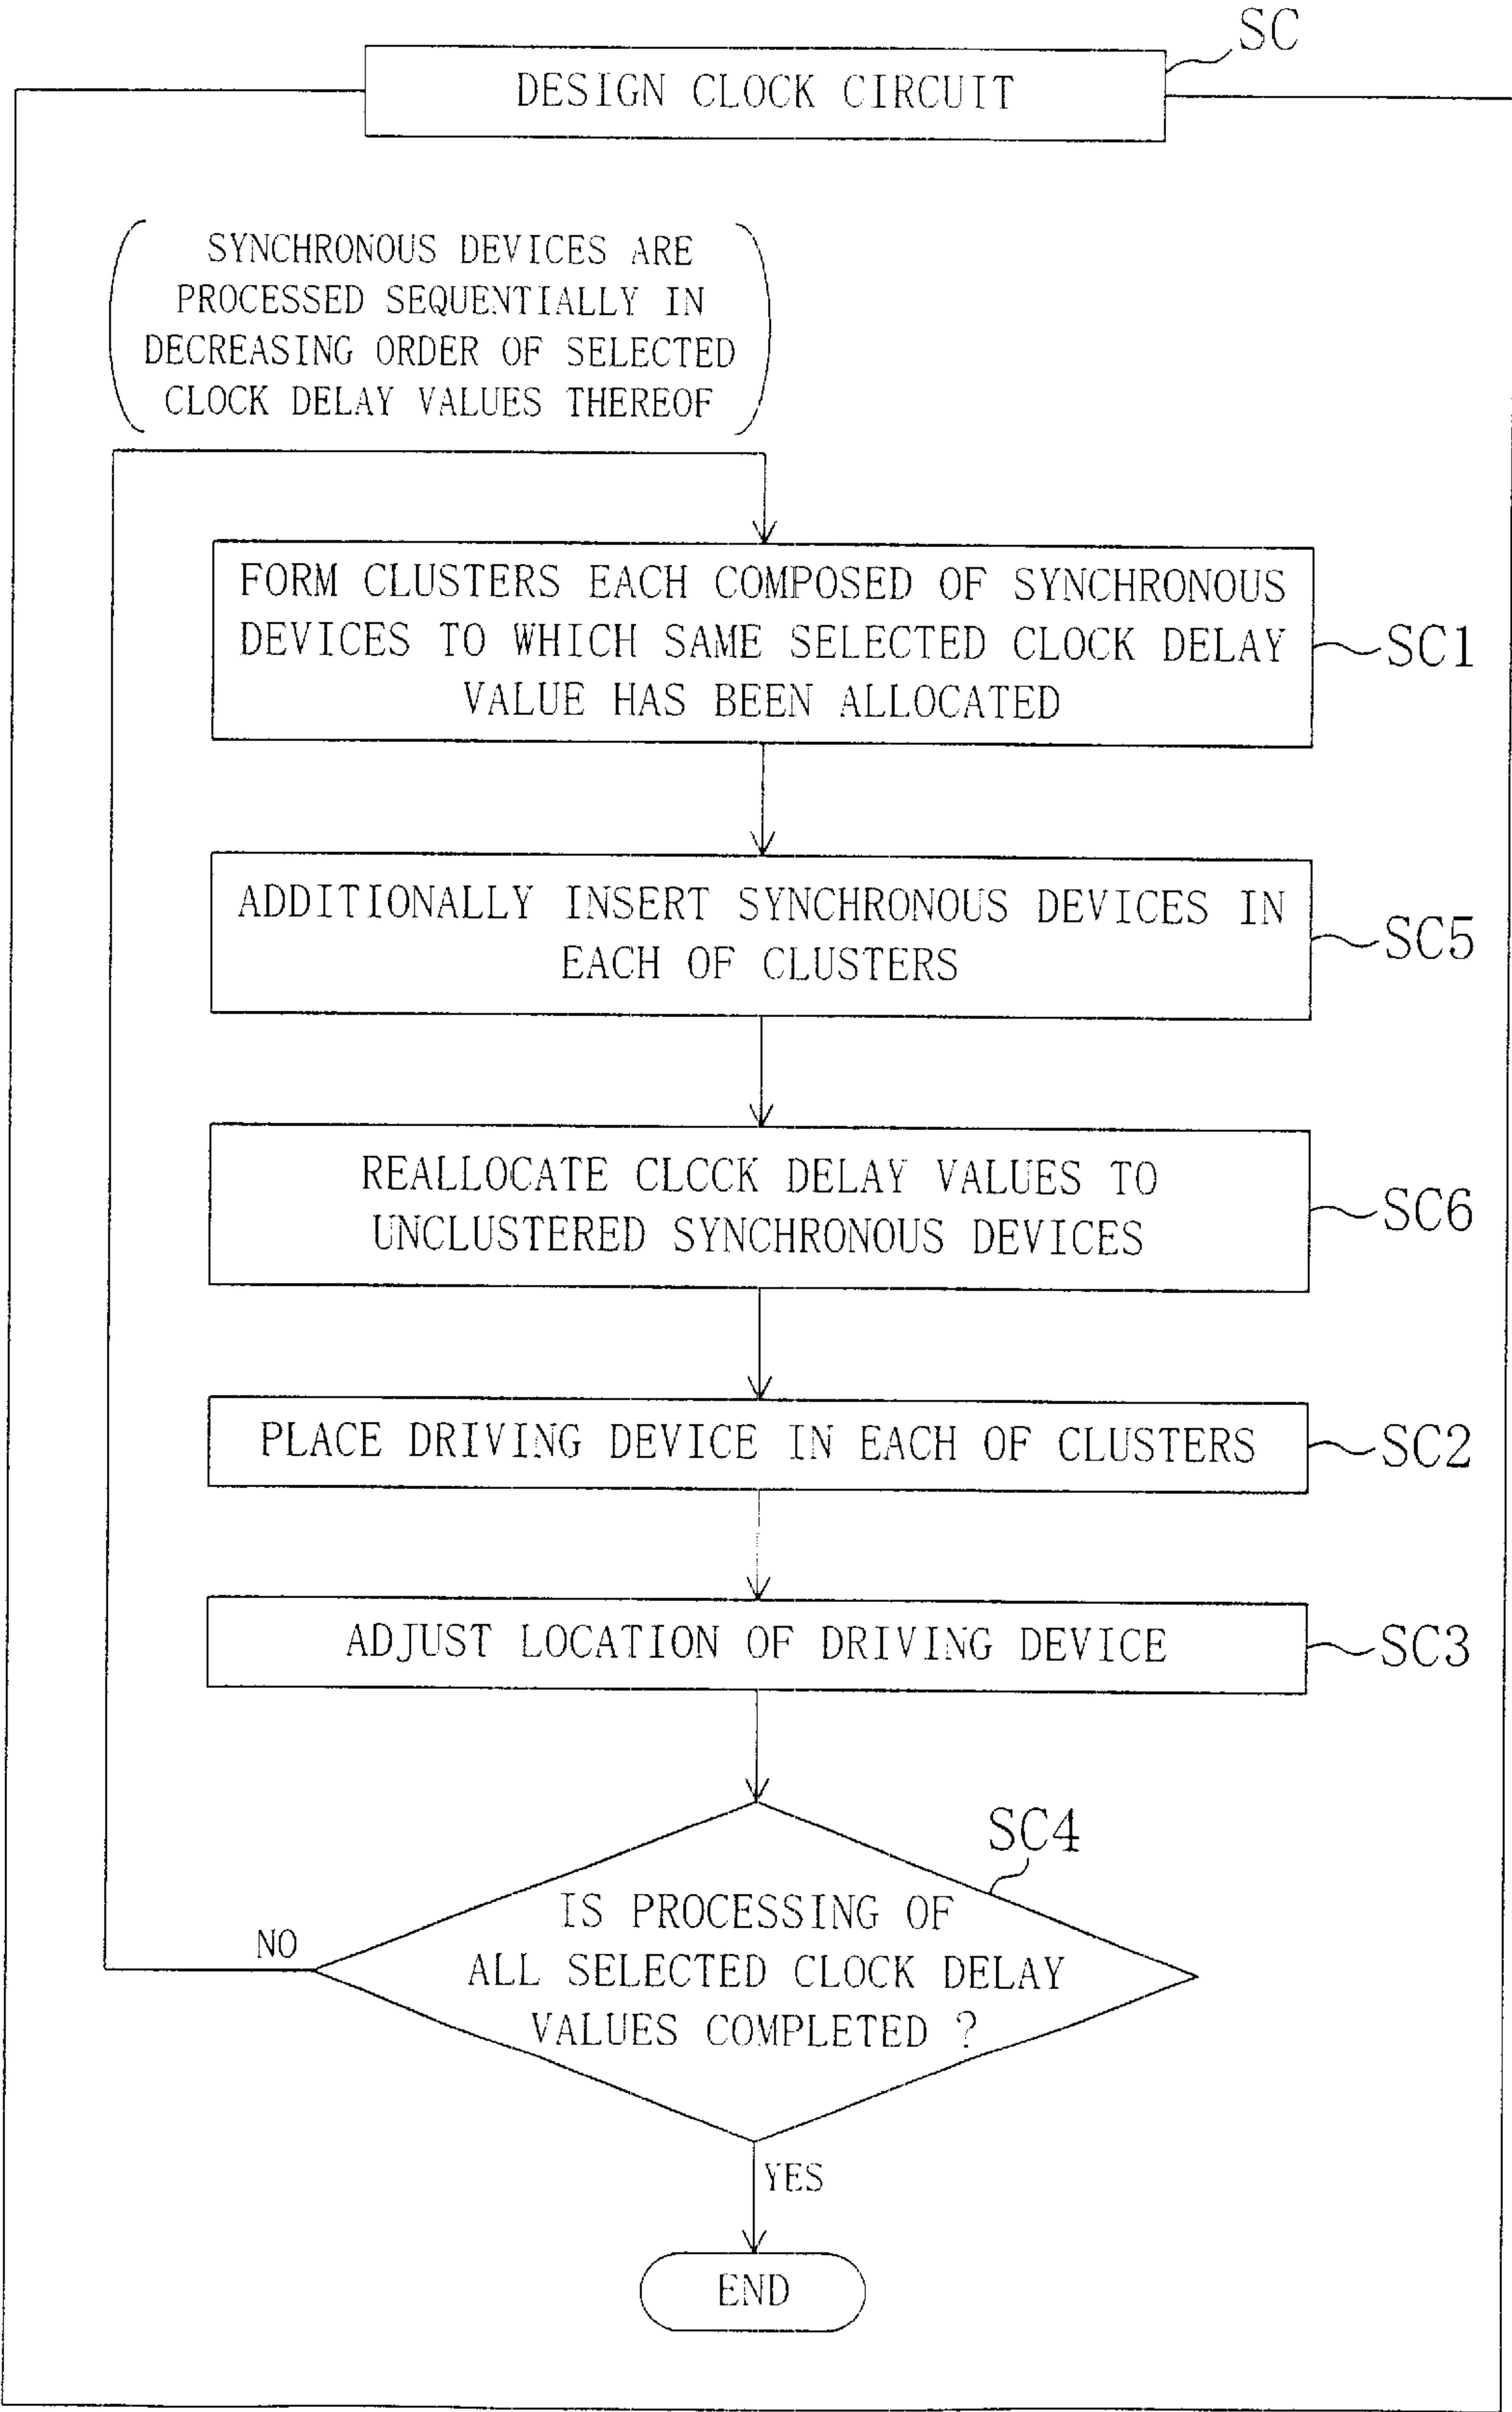 SC
DESIGN CLOCK CIRCUIT
SYNCHRONOUS DEVICES ARE
PROCESSED SEQUENTIALLY IN
DECREASING ORDER OF SELECTED
CLOCK DELAY VALUES THEREOF
FORM CLUSTERS EACH COMPOSED OF SYNCHRONOUS
DEVICES TO WHICH SAME SELECTED CLOCK DELAY
VALUE HAS BEEN ALLOCATED
SC1
ADDITIONALLY INSERT SYNCHRONOUS DEVICES IN
EACH OF CLUSTERS
SC5
REALLOCATE CLCCK DELAY VALUES TO
UNCLUSTERED SYNCHRONOUS DEVICES
SC6
PLACE DRIVING DEVICE IN EACH OF CLUSTERS
SC2
ADJUST LOCATION OF DRIVING DEVICE
SC3
SC4
IS PROCESSING OF
ALL SELECTED CLOCK DELAY
VALUES COMPLETED ?
NO
YES
END